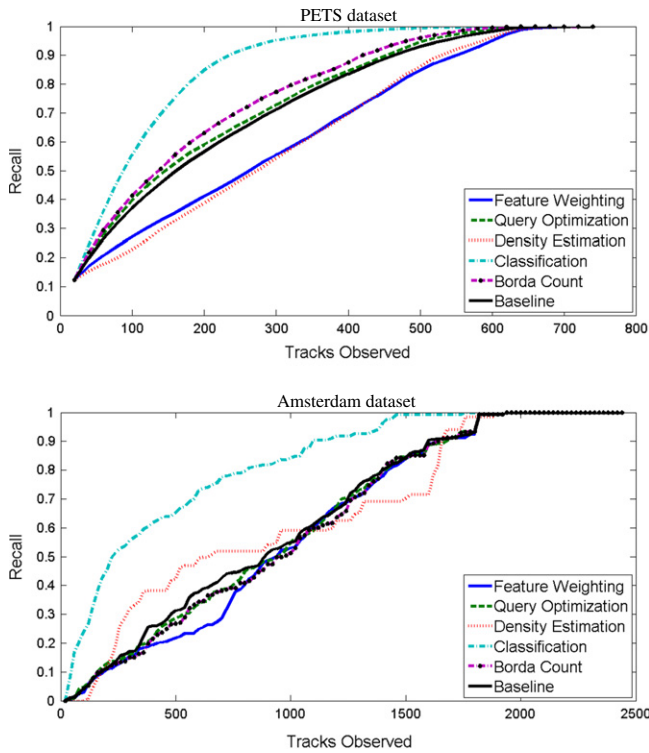 PETS dataset
1
0.9
0.8
0.7
0.6
0.5
0.4
0.3
0.2
0.1
0
Recall
0 100 200 300 400 500 600 700 800
Tracks Observed
Feature Weighting
Query Optimization
Density Estimation
Classification
Borda Count
Baseline
Amsterdam dataset
1
0.9
0.8
0.7
0.6
0.5
0.4
0.3
0.2
0.1
0
Recall
0 500 1000 1500 2000 2500
Tracks Observed
Feature Weighting
Query Optimization
Density Estimation
Classification
Borda Count
Baseline